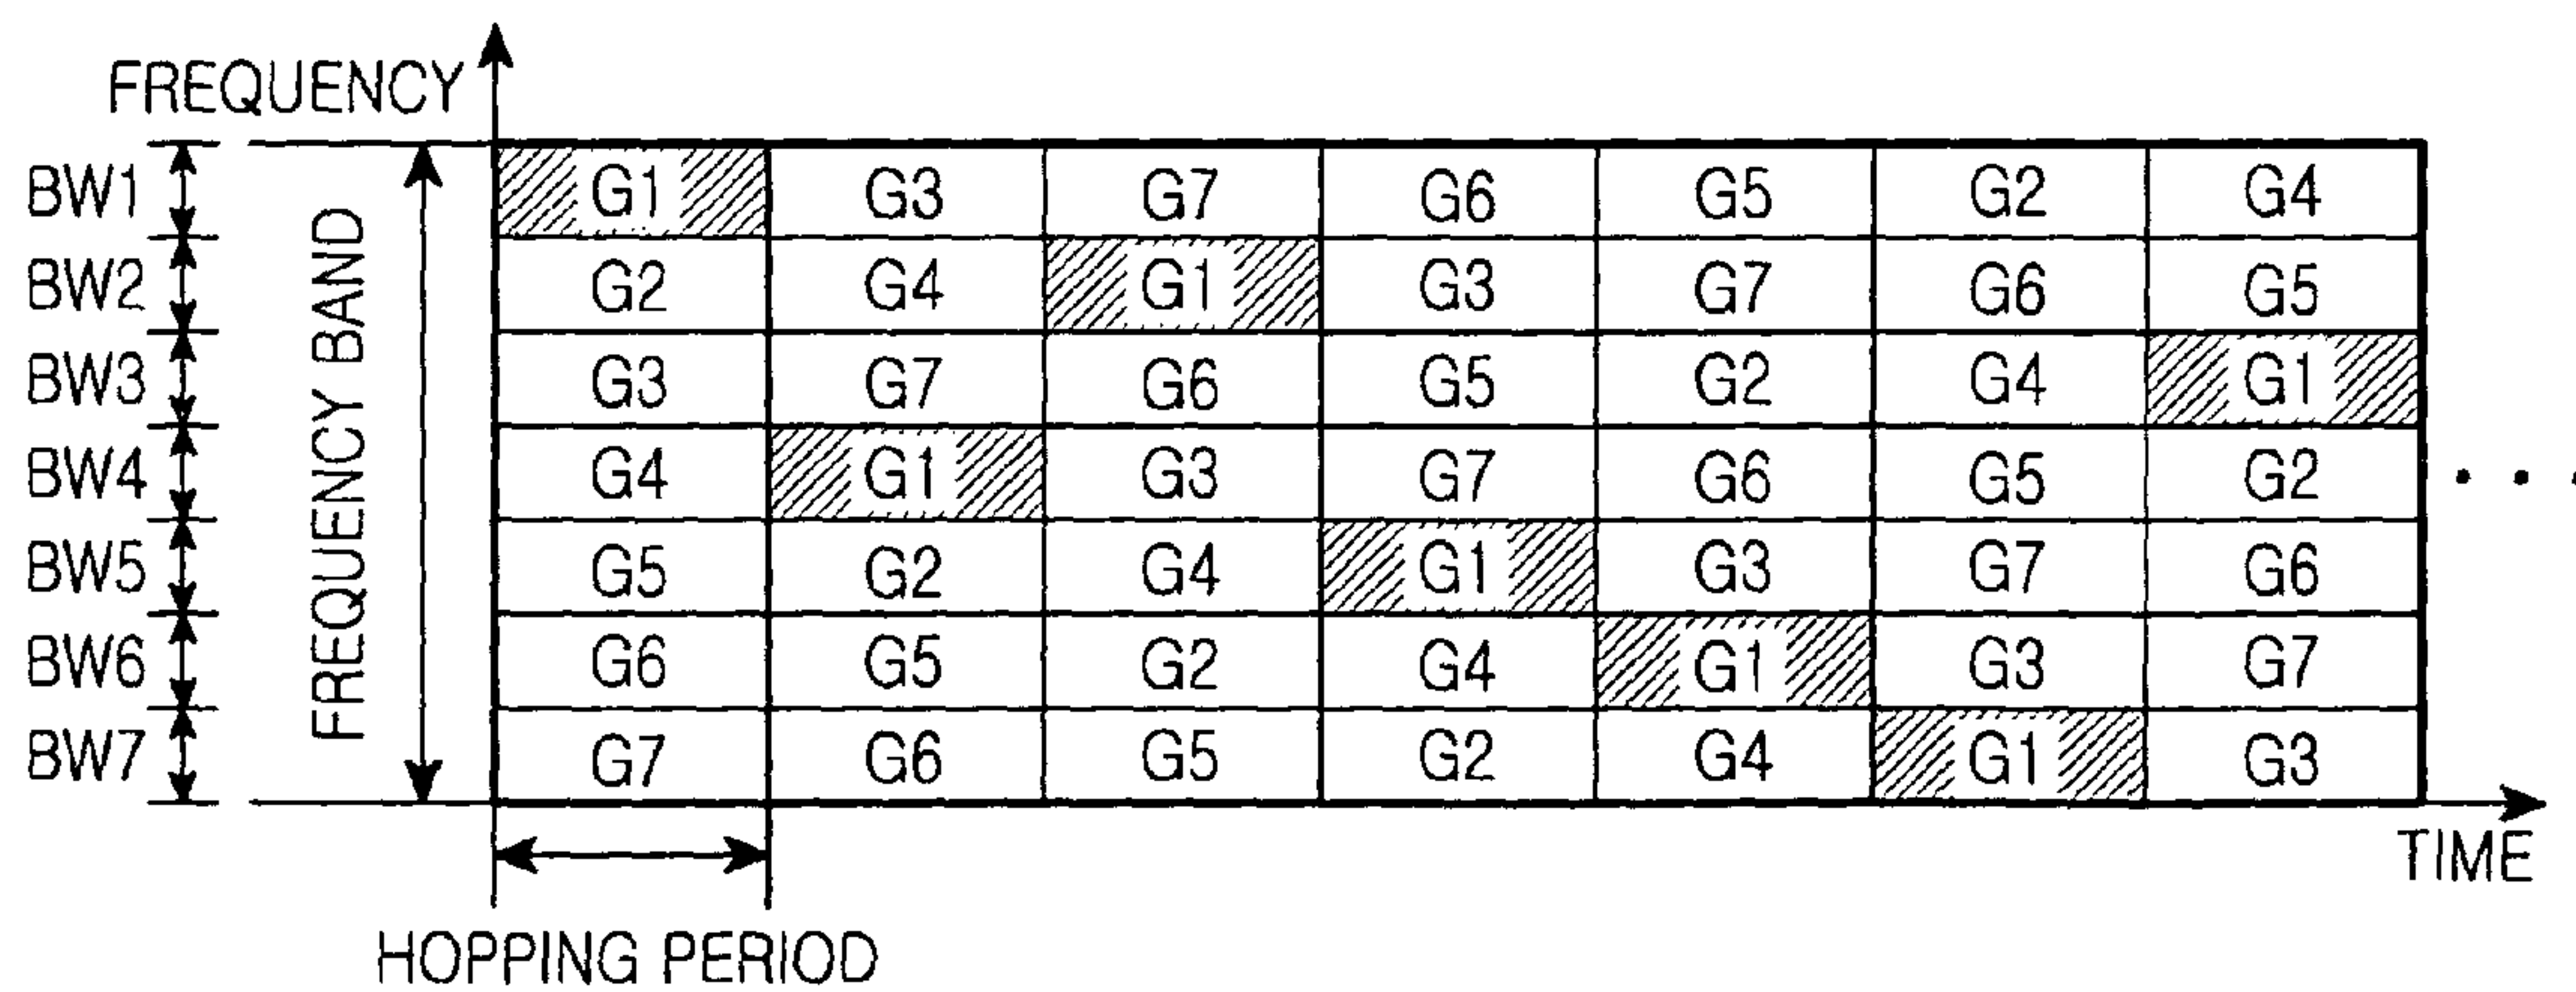 FREQUENCY
BW1 G1 G3 G7 G6 G5 G2 G4
BW2 G2 G4 G1 G3 G7 G6 G5
BW3 G3 G7 G6 G5 G2 G4 G1
BW4 G4 G1 G3 G7 G6 G5 G2 . . .
BW5 G5 G2 G4 G1 G3 G7 G6
BW6 G6 G5 G2 G4 G1 G3 G7
BW7 G7 G6 G5 G2 G4 G1 G3
FREQUENCY BAND
TIME
HOPPING PERIOD